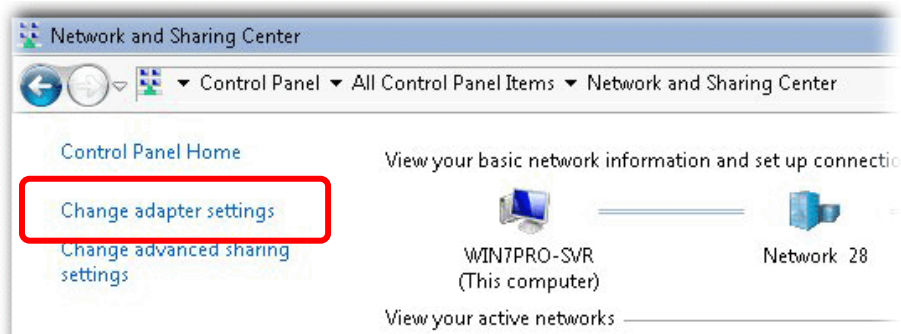 Network and Sharing Center
Control Panel All Control Panel Items Network and Sharing Center
Control Panel Home
View your basic network information and set up connectio
Change adapter settings
Change advanced sharing
settings
WIN7PRO-SVR
(This computer)
Network 28
View your active networks